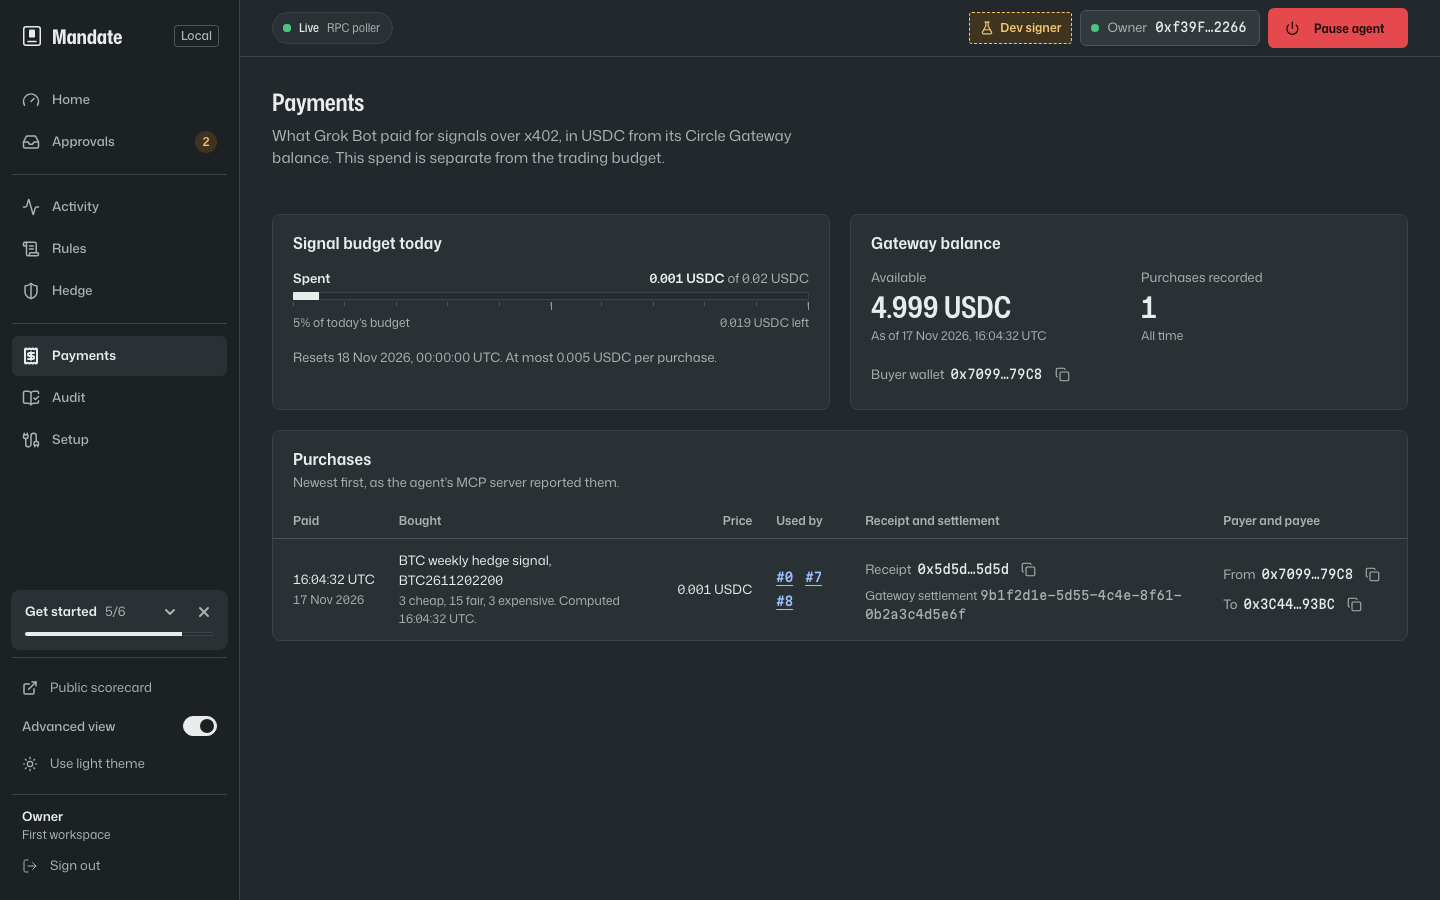 Mandate
Local
Live RPC poller
Dev signer
Owner 0xf39F…2266
Pause agent
Home
Approvals 2
Activity
Rules
Hedge
Payments
Audit
Setup
Get started 5/6
Public scorecard
Advanced view
Use light theme
Owner
First workspace
Sign out
Payments
What Grok Bot paid for signals over x402, in USDC from its Circle Gateway
balance. This spend is separate from the trading budget.
Signal budget today
Spent 0.001 USDC of 0.02 USDC
5% of today's budget 0.019 USDC left
Resets 18 Nov 2026, 00:00:00 UTC. At most 0.005 USDC per purchase.
Gateway balance
Available Purchases recorded
4.999 USDC 1
As of 17 Nov 2026, 16:04:32 UTC All time
Buyer wallet 0x7099…79C8
Purchases
Newest first, as the agent's MCP server reported them.
Paid Bought Price Used by Receipt and settlement Payer and payee
16:04:32 UTC
17 Nov 2026
BTC weekly hedge signal,
BTC2611202200
3 cheap, 15 fair, 3 expensive. Computed
16:04:32 UTC.
0.001 USDC
#0 #7
#8
Receipt 0x5d5d…5d5d
Gateway settlement 9b1f2d1e-5d55-4c4e-8f61-
0b2a3c4d5e6f
From 0x7099…79C8
To 0x3C44…93BC